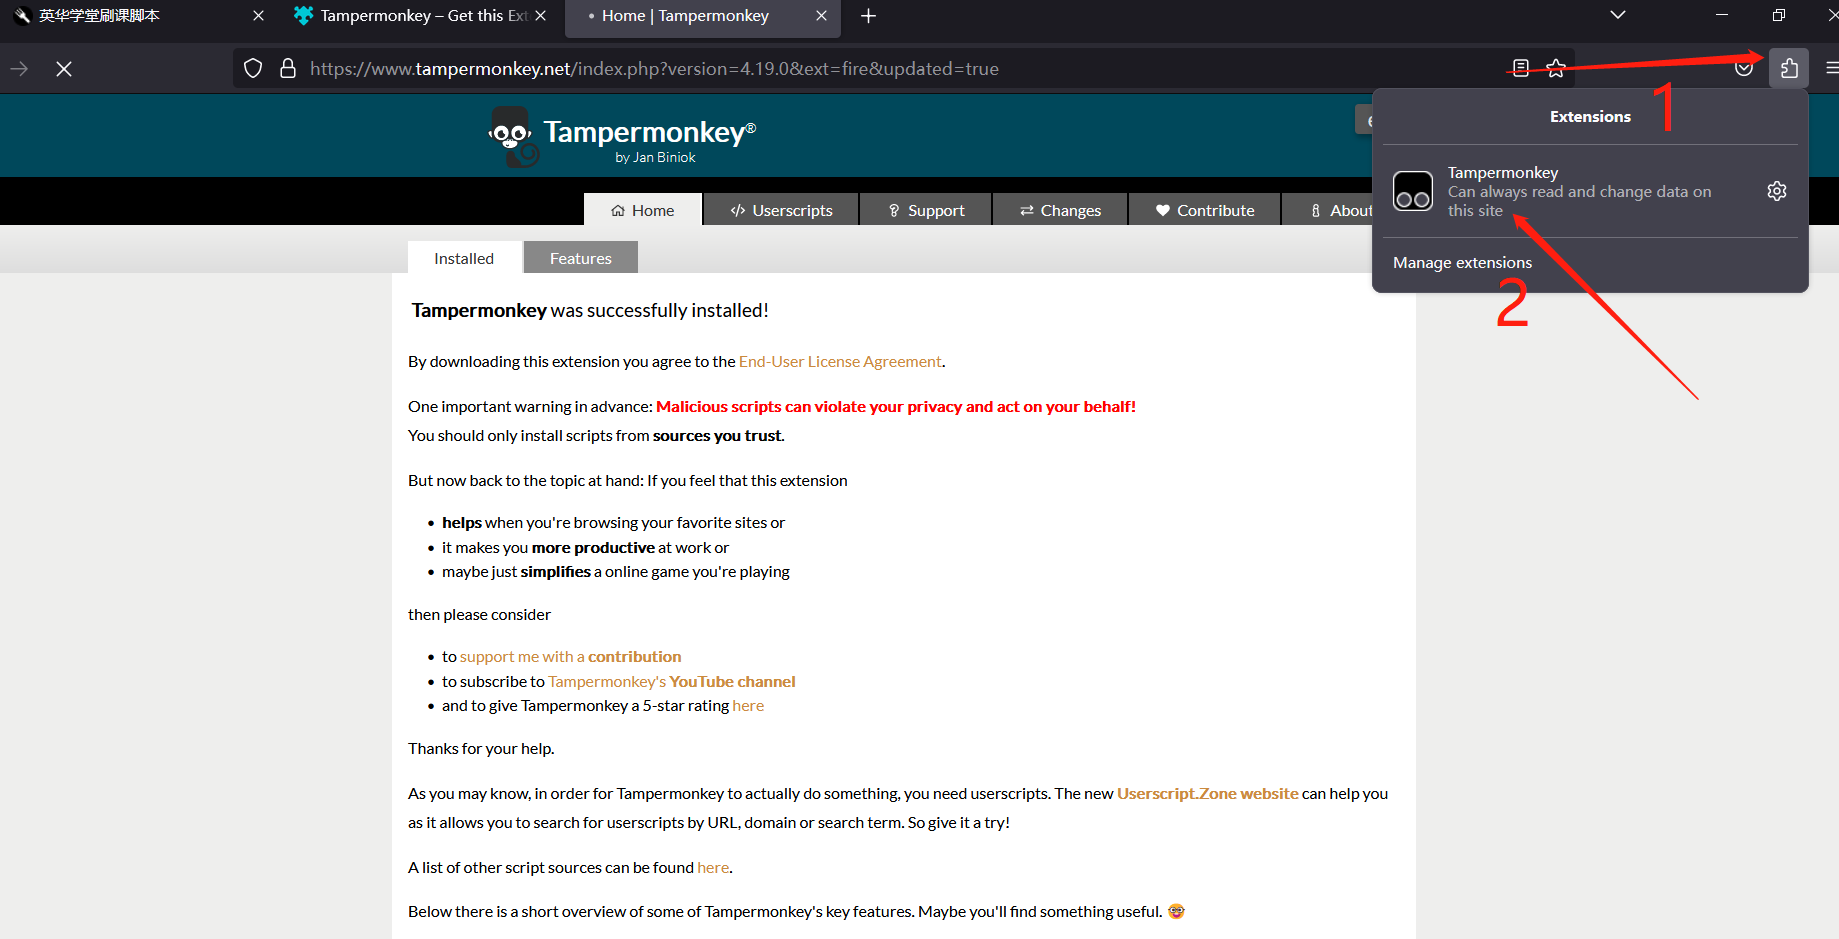 英华学堂刷课脚本
Tampermonkey – Get this Ext
Home | Tampermonkey
https://www.tampermonkey.net/index.php?version=4.19.0&ext=fire&updated=true
1
Tampermonkey®
by Jan Biniok
Extensions
Tampermonkey
Can always read and change data on
this site
Manage extensions
2
Home
Userscripts
Support
Changes
Contribute
About
Installed
Features
Tampermonkey was successfully installed!
By downloading this extension you agree to the End-User License Agreement.
One important warning in advance: Malicious scripts can violate your privacy and act on your behalf!
You should only install scripts from sources you trust.
But now back to the topic at hand: If you feel that this extension
• helps when you're browsing your favorite sites or
• it makes you more productive at work or
• maybe just simplifies a online game you're playing
then please consider
• to support me with a contribution
• to subscribe to Tampermonkey's YouTube channel
• and to give Tampermonkey a 5-star rating here
Thanks for your help.
As you may know, in order for Tampermonkey to actually do something, you need userscripts. The new Userscript.Zone website can help you
as it allows you to search for userscripts by URL, domain or search term. So give it a try!
A list of other script sources can be found here.
Below there is a short overview of some of Tampermonkey's key features. Maybe you'll find something useful. 🤓